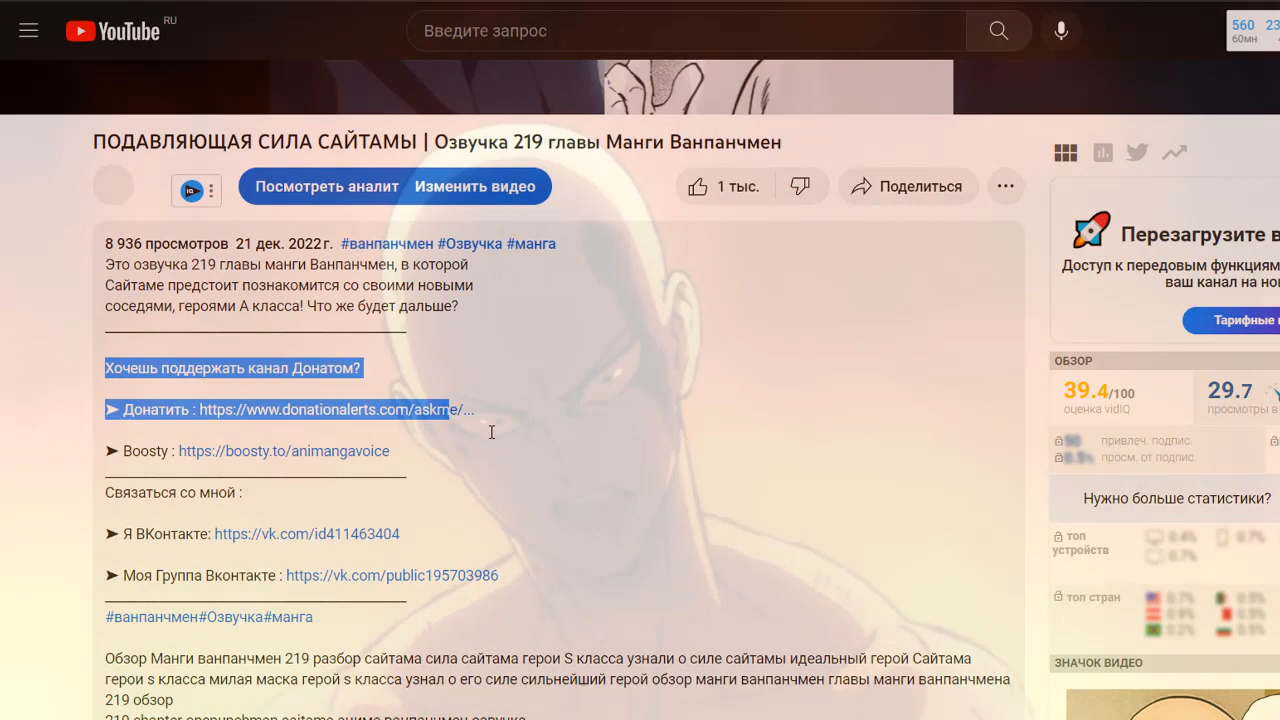 YouTube RU
Введите запрос
560
60мн
ПОДАВЛЯЮЩАЯ СИЛА САЙТАМЫ | Озвучка 219 главы Манги Ванпанчмен
Посмотреть аналит Изменить видео
1 тыс.
Поделиться
8 936 просмотров 21 дек. 2022 г. #ванпанчмен #Озвучка #манга
Это озвучка 219 главы манги Ванпанчмен, в которой
Сайтаме предстоит познакомится со своими новыми
соседями, героями А класса! Что же будет дальше?
Хочешь поддержать канал Донатом?
➤ Донатить : https://www.donationalerts.com/askme/...
➤ Boosty : https://boosty.to/animangavoice
Связаться со мной :
➤ Я ВКонтакте: https://vk.com/id411463404
➤ Моя Группа Вконтакте : https://vk.com/public195703986
#ванпанчмен#Озвучка#манга
Обзор Манги ванпанчмен 219 разбор сайтама сила сайтама герои S класса узнали о силе сайтамы идеальный герой Сайтама
герои s класса милая маска герой s класса узнал о его силе сильнейший герой обзор манги ванпанчмен главы манги ванпанчмена
219 обзор
Перезагрузите
Доступ к передовым функциям
ваш канал на
Тарифные
ОБЗОР
39.4/100
оценка vidIQ
29.7
просмотры в
привлеч. подпис.
просм. от подпис.
Нужно больше статистики?
топ
устройств
топ стран
ЗНАЧОК ВИДЕО